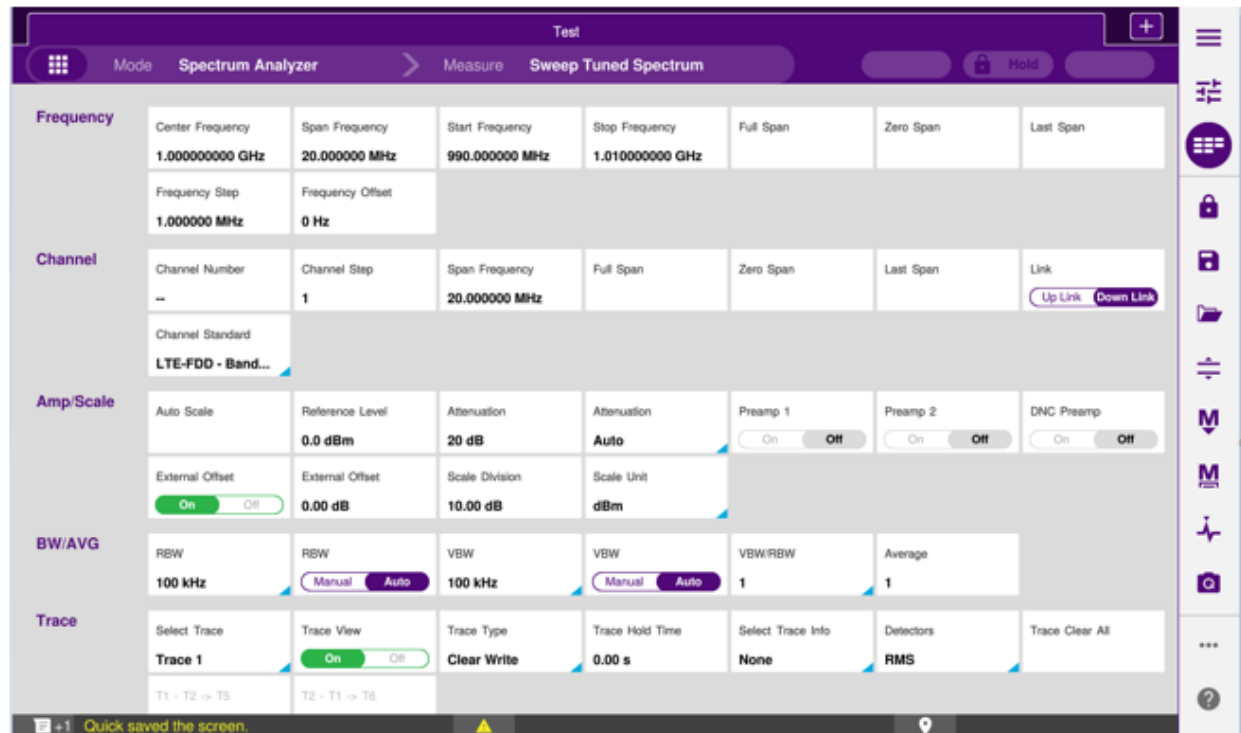 Test
+
Mode Spectrum Analyzer Measure Sweep Tuned Spectrum Hold
Frequency
Center Frequency Span Frequency Start Frequency Stop Frequency Full Span Zero Span Last Span
1.000000000 GHz 20.000000 MHz 990.000000 MHz 1.010000000 GHz
Frequency Step Frequency Offset
1.000000 MHz 0 Hz
Channel
Channel Number Channel Step Span Frequency Full Span Zero Span Last Span Link
-- 1 20.000000 MHz Up Link Down Link
Channel Standard
LTE-FDD - Band...
Amp/Scale
Auto Scale Reference Level Attenuation Attenuation Preamp 1 Preamp 2 DNC Preamp
0.0 dBm 20 dB Auto On Off On Off On Off
External Offset External Offset Scale Division Scale Unit
On Off 0.00 dB 10.00 dB dBm
BW/AVG
RBW RBW VBW VBW VBW/RBW Average
100 kHz Manual Auto 100 kHz Manual Auto 1 1
Trace
Select Trace Trace View Trace Type Trace Hold Time Select Trace Info Detectors Trace Clear All
Trace 1 On Off Clear Write 0.00 s None RMS
T1 - T2 -> T5 T2 - T1 -> T6
+1 Quick saved the screen.
M
M
?